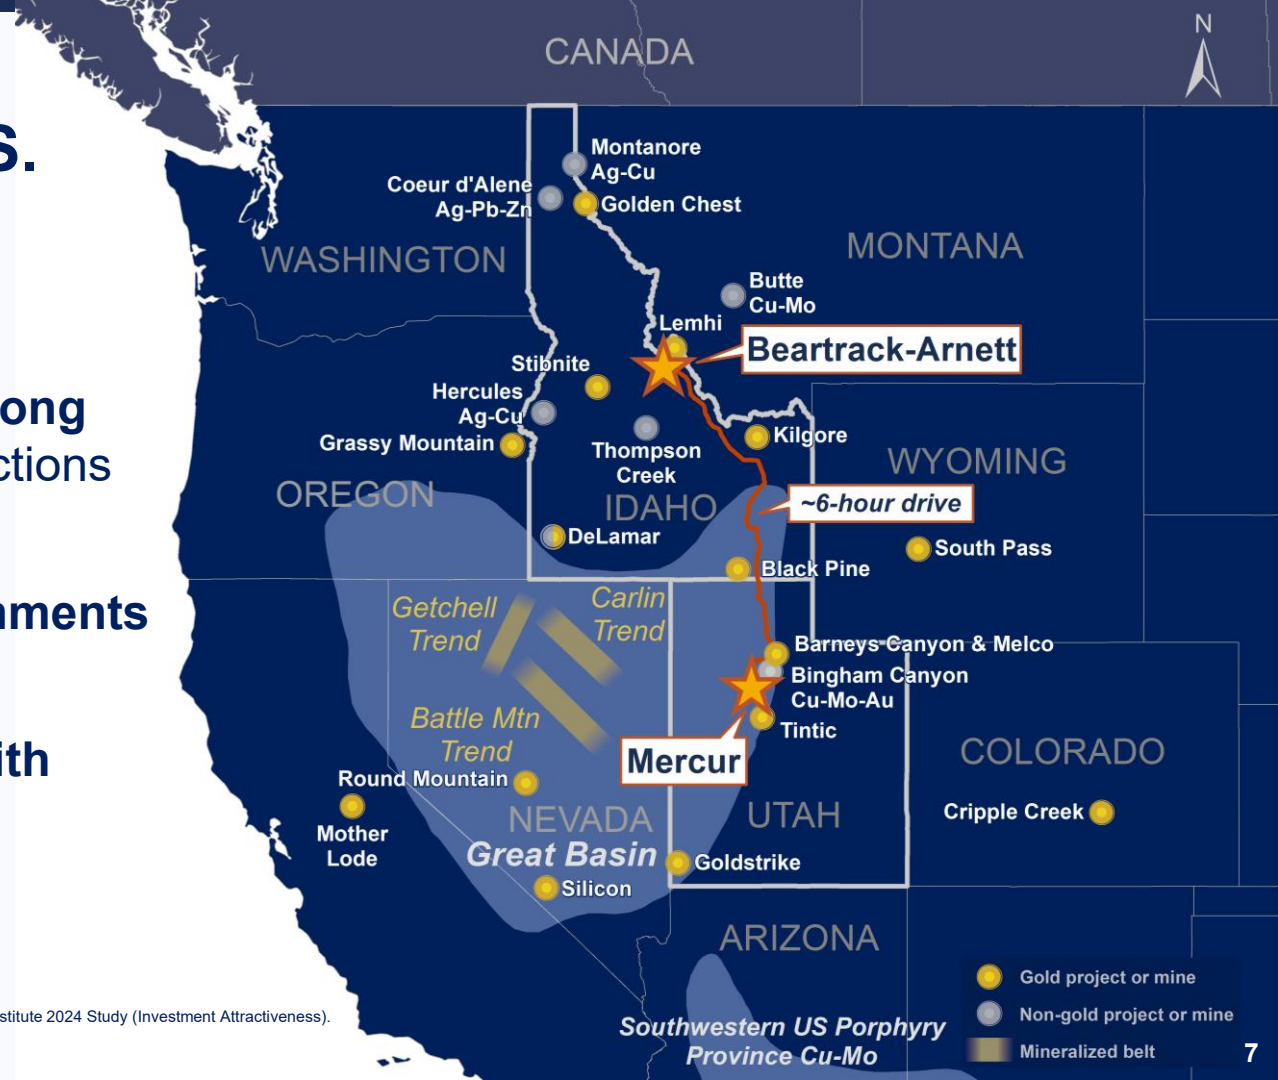 S.
ong
ctions
nments
ith
stitute 2024 Study (Investment Attractiveness).
CANADA
N
Montanore
Ag-Cu
Coeur d'Alene
Ag-Pb-Zn
Golden Chest
WASHINGTON
MONTANA
Butte
Cu-Mo
Lemhi
Beartrack-Arnett
Stibnite
Hercules
Ag-Cu
Grassy Mountain
Thompson
Creek
Kilgore
WYOMING
OREGON
IDAHO
~6-hour drive
DeLamar
South Pass
Black Pine
Getchell
Trend
Carlin
Trend
Barneys Canyon & Melco
Bingham Canyon
Cu-Mo-Au
Battle Mtn
Trend
Tintic
Mercur
COLORADO
Round Mountain
Mother
Lode
NEVADA
UTAH
Cripple Creek
Great Basin
Goldstrike
Silicon
ARIZONA
Southwestern US Porphyry
Province Cu-Mo
Gold project or mine
Non-gold project or mine
Mineralized belt
7